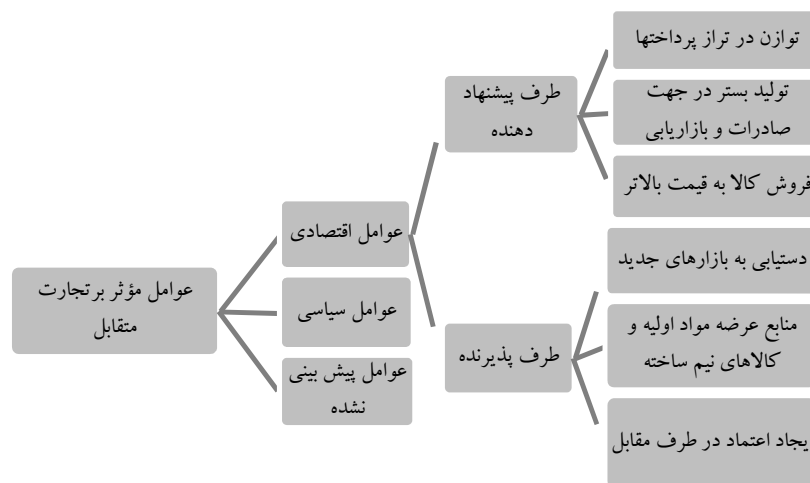 عوامل مؤثر برتجارت
متقابل
عوامل اقتصادی
عوامل سیاسی
عوامل پیش بینی
نشده
طرف پیشنهاد
دهنده
طرف پذیرنده
توازن در تراز پرداختها
تولید بستر در جهت
صادرات و بازاریابی
فروش کالا به قیمت بالاتر
دستیابی به بازارهای جدید
منابع عرضه مواد اولیه و
کالاهای نیم ساخته
یجاد اعتماد در طرف مقابل